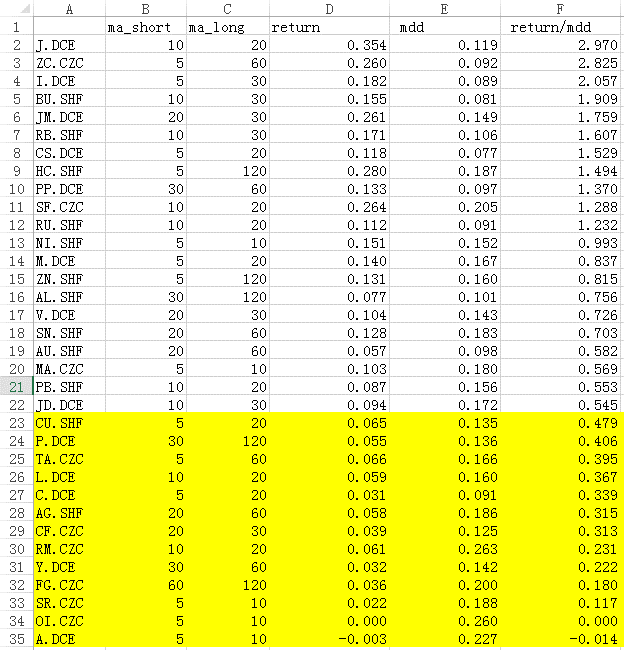 A B C D E F
1 ma_short ma_long return mdd return/mdd
2 J.DCE 10 20 0.354 0.119 2.970
3 ZC.CZC 5 60 0.260 0.092 2.825
4 I.DCE 5 30 0.182 0.089 2.057
5 BU.SHF 10 30 0.155 0.081 1.909
6 JM.DCE 20 30 0.261 0.149 1.759
7 RB.SHF 10 30 0.171 0.106 1.607
8 CS.DCE 5 20 0.118 0.077 1.529
9 HC.SHF 5 120 0.280 0.187 1.494
10 PP.DCE 30 60 0.133 0.097 1.370
11 SF.CZC 10 20 0.264 0.205 1.288
12 RU.SHF 10 20 0.112 0.091 1.232
13 NI.SHF 5 10 0.151 0.152 0.993
14 M.DCE 5 20 0.140 0.167 0.837
15 ZN.SHF 5 120 0.131 0.160 0.815
16 AL.SHF 30 120 0.077 0.101 0.756
17 V.DCE 20 30 0.104 0.143 0.726
18 SN.SHF 20 60 0.128 0.183 0.703
19 AU.SHF 20 60 0.057 0.098 0.582
20 MA.CZC 5 10 0.103 0.180 0.569
21 PB.SHF 10 20 0.087 0.156 0.553
22 JD.DCE 10 30 0.094 0.172 0.545
23 CU.SHF 5 20 0.065 0.135 0.479
24 P.DCE 30 120 0.055 0.136 0.406
25 TA.CZC 5 60 0.066 0.166 0.395
26 L.DCE 10 20 0.059 0.160 0.367
27 C.DCE 5 20 0.031 0.091 0.339
28 AG.SHF 20 60 0.058 0.186 0.315
29 CF.CZC 20 30 0.039 0.125 0.313
30 RM.CZC 10 20 0.061 0.263 0.231
31 Y.DCE 30 60 0.032 0.142 0.222
32 FG.CZC 60 120 0.036 0.200 0.180
33 SR.CZC 5 10 0.022 0.188 0.117
34 OI.CZC 5 10 0.000 0.260 0.000
35 A.DCE 5 10 -0.003 0.227 -0.014